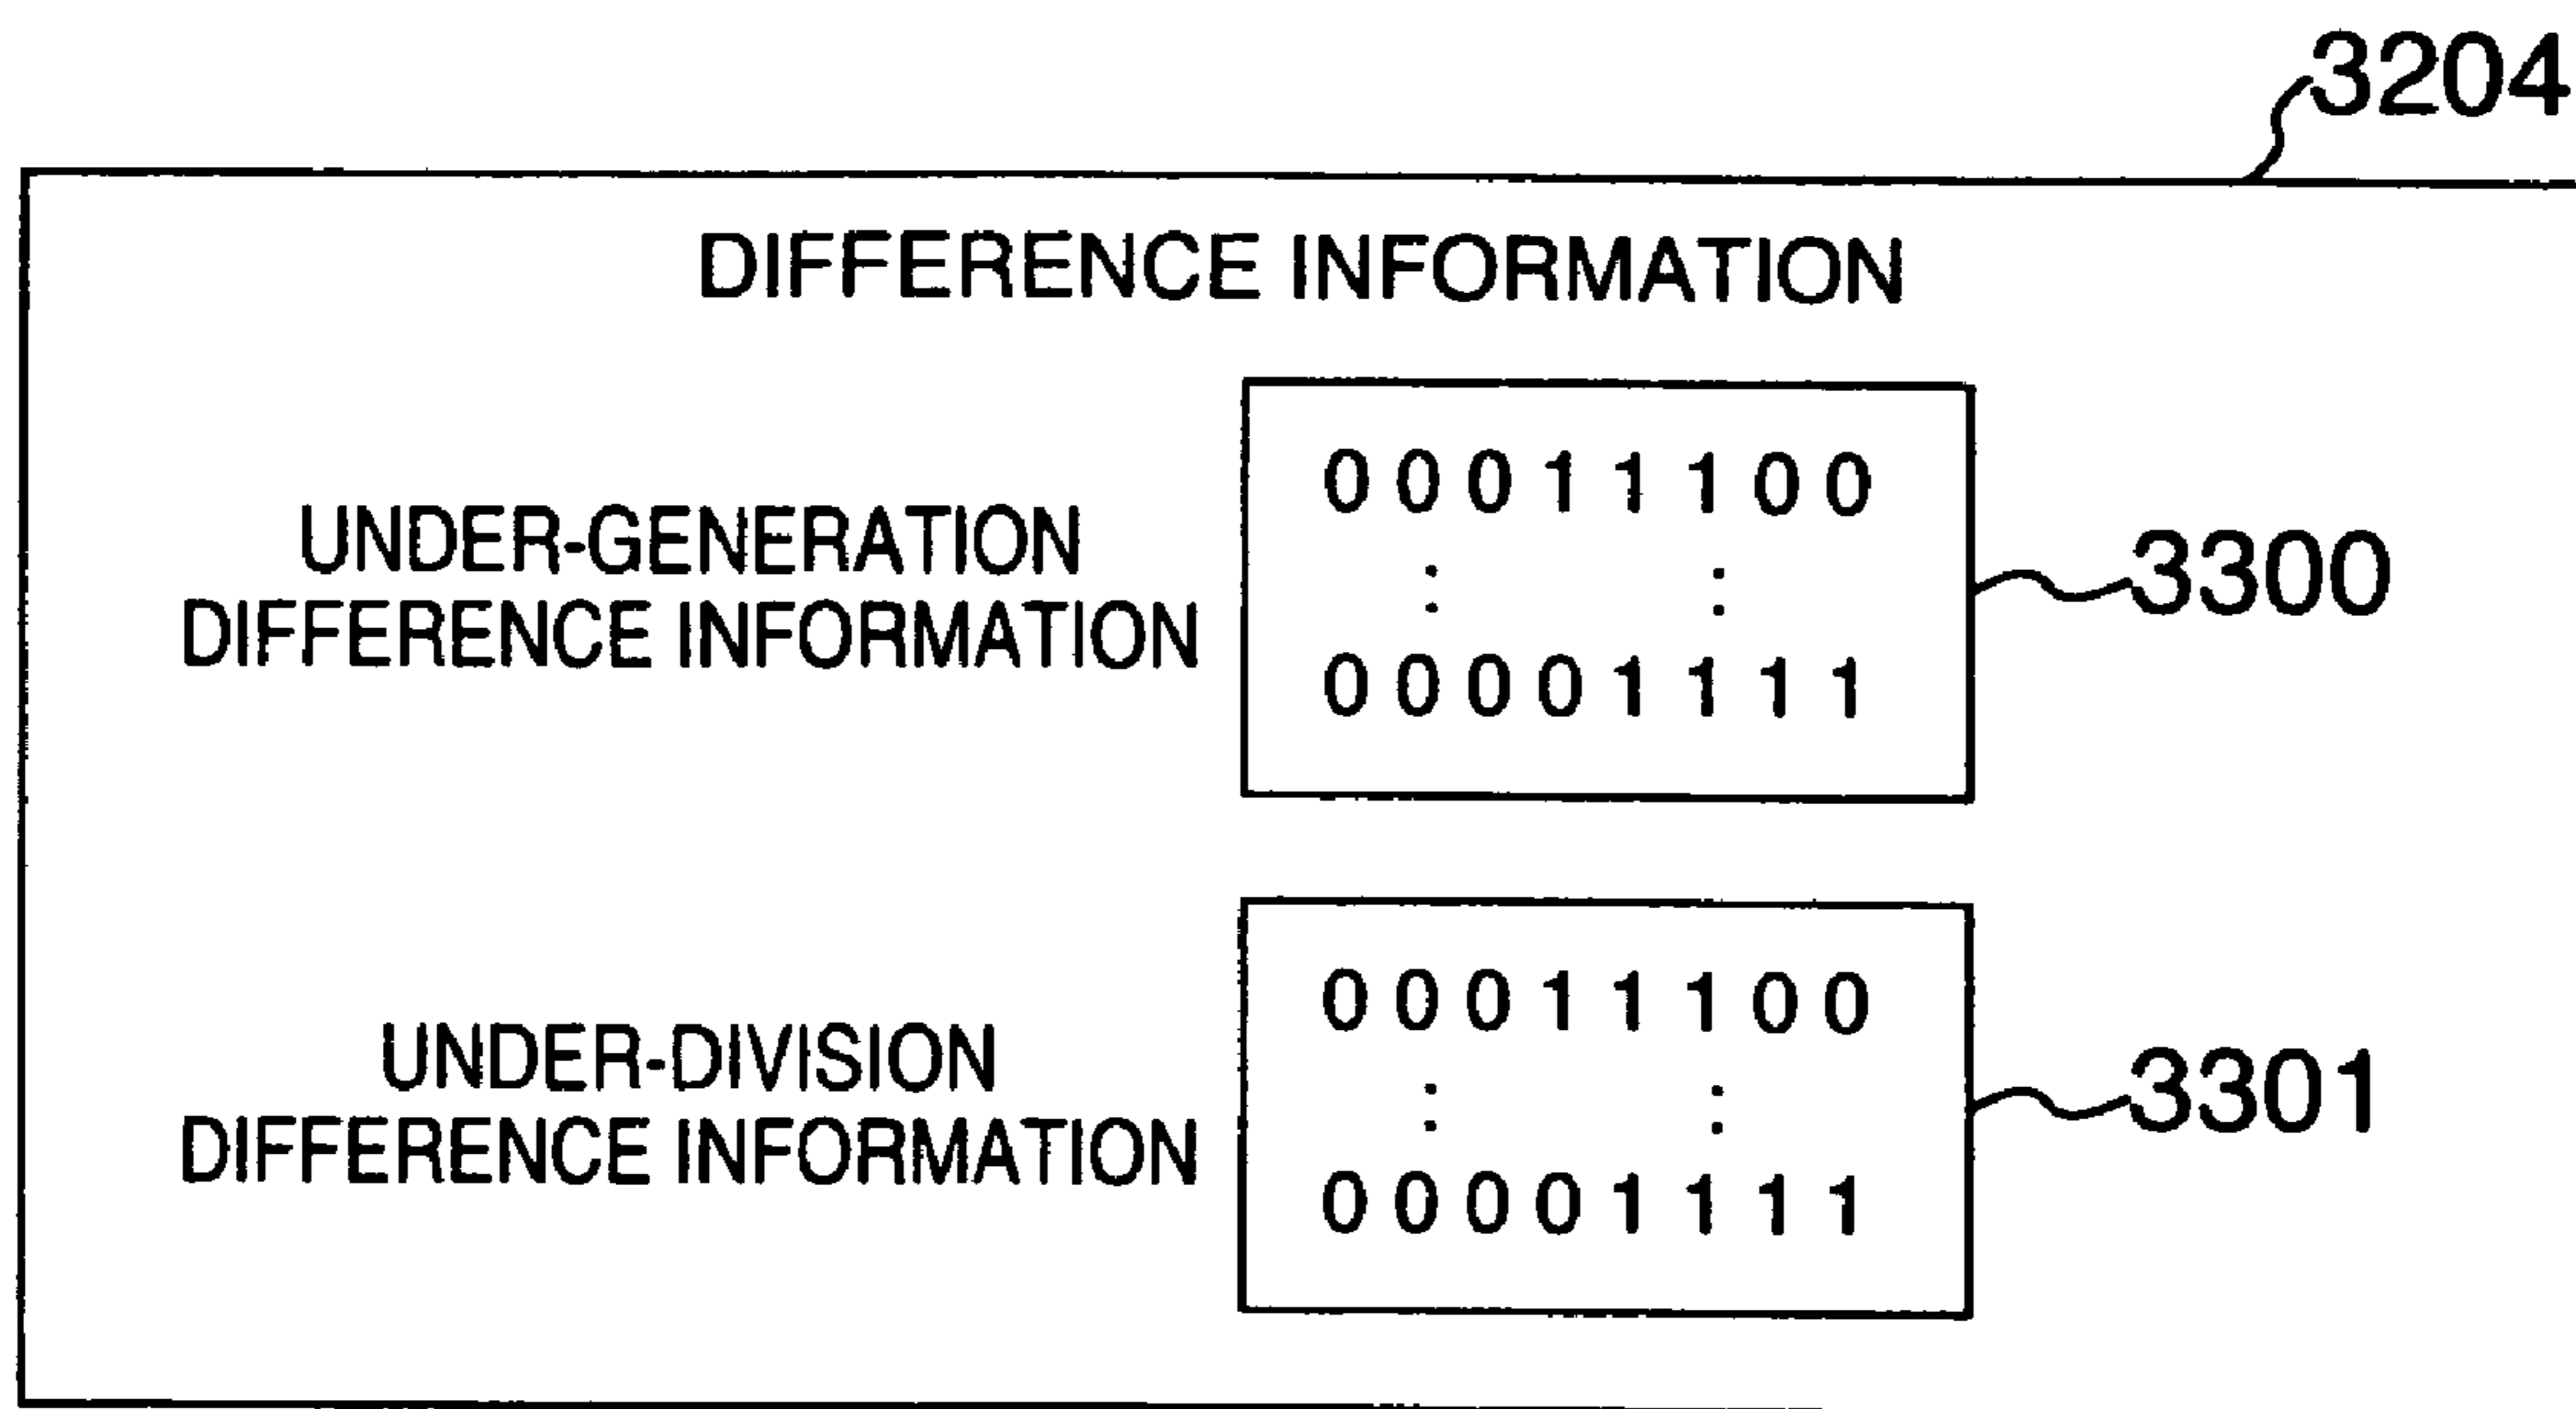 3204
DIFFERENCE INFORMATION
UNDER-GENERATION
DIFFERENCE INFORMATION
0 0 0 1 1 1 0 0
: :
0 0 0 0 1 1 1 1
3300
UNDER-DIVISION
DIFFERENCE INFORMATION
0 0 0 1 1 1 0 0
: :
0 0 0 0 1 1 1 1
3301